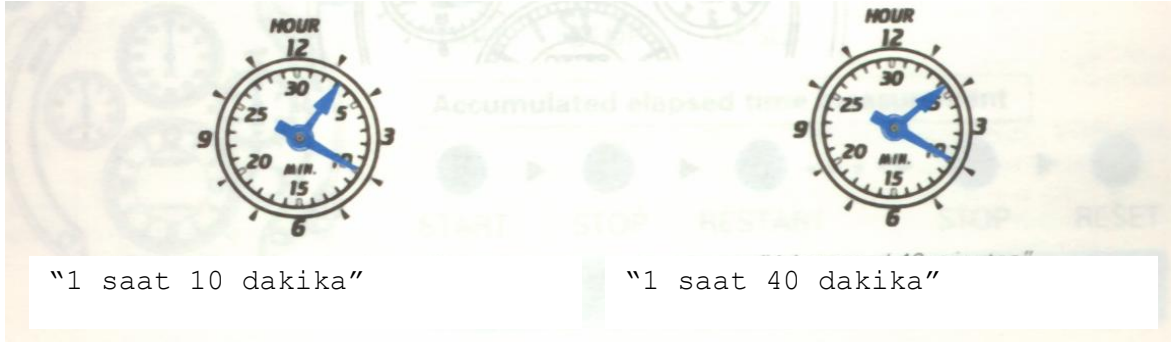 HOUR
12
30
25 5
9 3
20 10
MIN.
15
6
"1 saat 10 dakika"
HOUR
12
30
25 5
9 3
20 10
MIN.
15
6
"1 saat 40 dakika"
Accumulated elapsed time measurement
START STOP RESTART STOP RESET